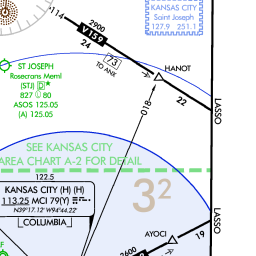 KANSAS CITY
Saint Joseph
127.9 251.1
114
2900
V159
24
73
TO ANX
HANOT
LASSO
ST JOSEPH
Rosecrans Meml
(STJ) D*
827 80
ASOS 125.05
(A) 125.05
018
22
SEE KANSAS CITY
AREA CHART A-2 FOR DETAIL
122.5
KANSAS CITY (H) (H)
113.25 MCI 79(Y)
N39°17.12' W94°44.22'
COLUMBIA
32
LASSO
AYOCI
19
2600